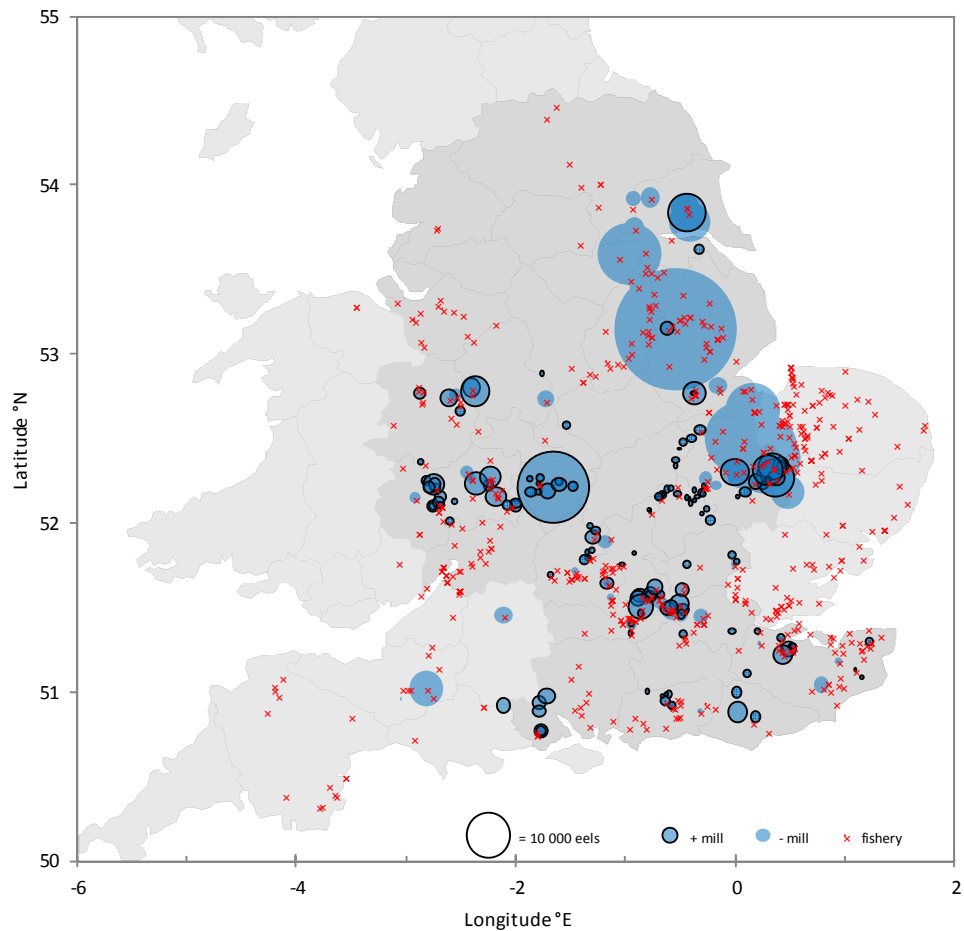 55
54
53
52
51
50
Latitude °N
= 10 000 eels
+ mill
- mill
fishery
-6
-4
-2
0
2
Longitude °E